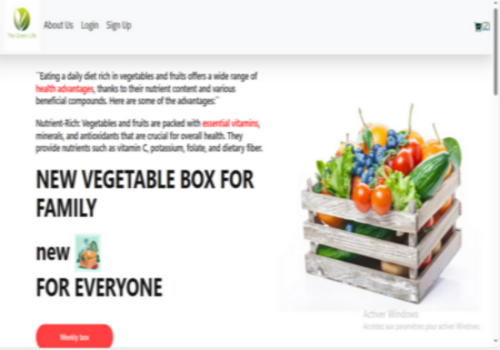 The Green Life
About Us Login Sign Up
``Eating a daily diet rich in vegetables and fruits offers a wide range of
health advantages, thanks to their nutrient content and various
beneficial compounds. Here are some of the advantages:``
Nutrient-Rich: Vegetables and fruits are packed with essential vitamins,
minerals, and antioxidants that are crucial for overall health. They
provide nutrients such as vitamin C, potassium, folate, and dietary fiber.
NEW VEGETABLE BOX FOR
FAMILY
new
FOR EVERYONE
Weekly box
Activer Windows
Accédez aux paramètres pour activer Windows.